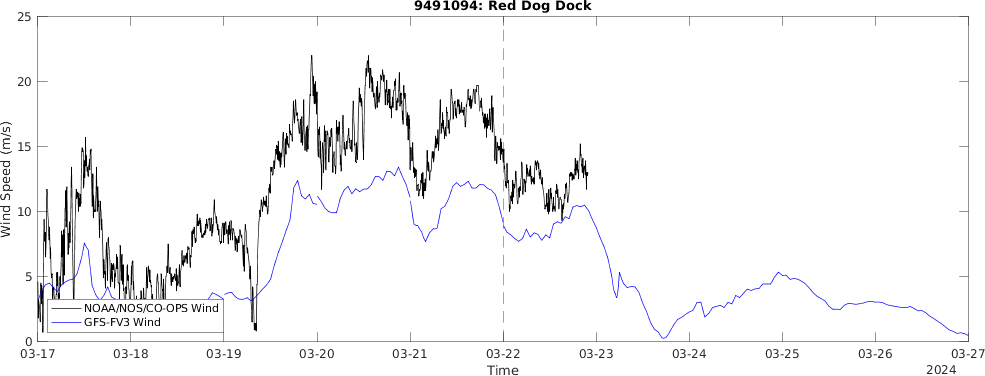 9491094: Red Dog Dock
25
20
15
10
5
0
Wind Speed (m/s)
NOAA/NOS/CO-OPS Wind
GFS-FV3 Wind
03-17 03-18 03-19 03-20 03-21 03-22 03-23 03-24 03-25 03-26 03-27
Time
2024